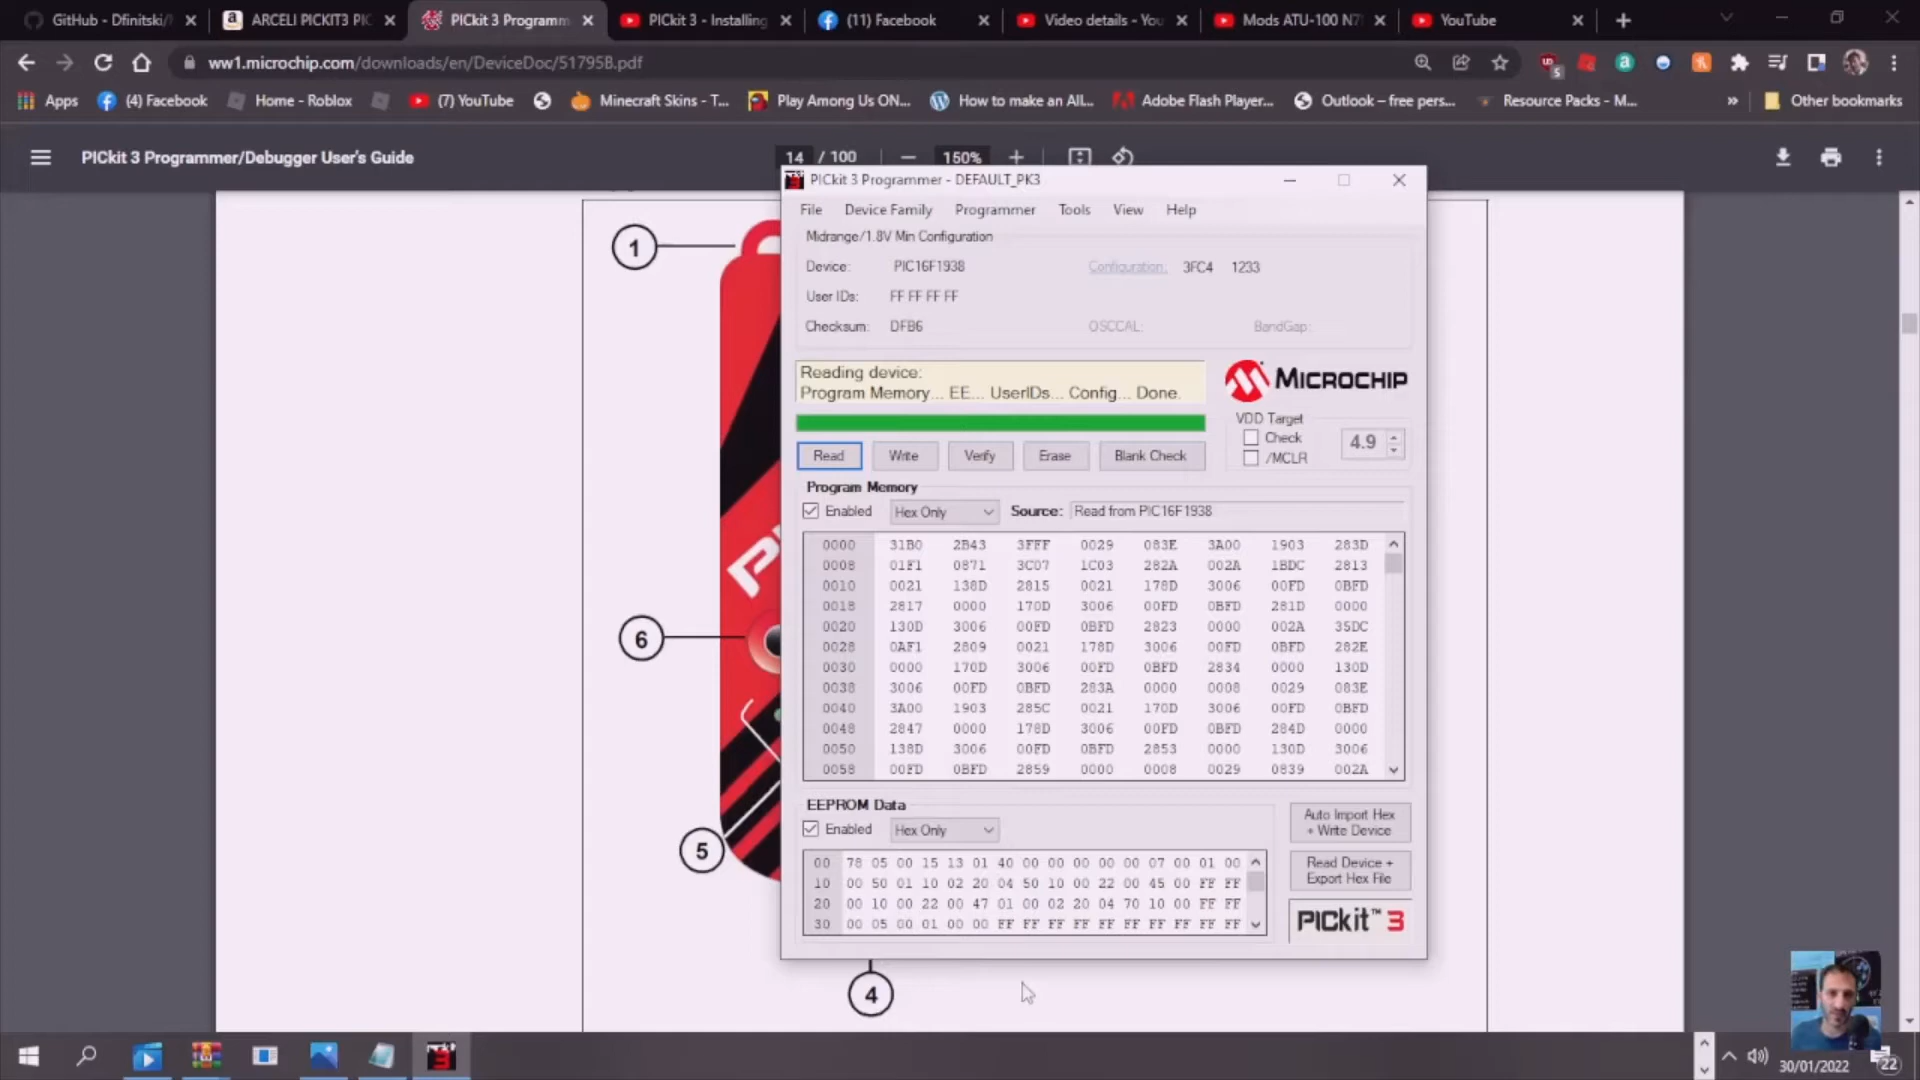 GitHub - Dfinitski/N
ARCELI PICKIT3 PIC
PICkit 3 Programm
PICkit 3 - Installing
(11) Facebook
Video details - You
Mods ATU-100 N7
YouTube
ww1.microchip.com/downloads/en/DeviceDoc/51795B.pdf
Apps
(4) Facebook
Home - Roblox
(7) YouTube
Minecraft Skins - T...
Play Among Us ON...
How to make an All...
Adobe Flash Player...
Outlook – free pers...
Resource Packs - M...
Other bookmarks
PICkit 3 Programmer/Debugger User's Guide
14 / 100
150%
PICkit 3 Programmer - DEFAULT_PK3
File Device Family Programmer Tools View Help
Midrange/1.8V Min Configuration
Device: PIC16F1938 Configuration: 3FC4 1233
User IDs: FF FF FF FF
Checksum: DFB6 OSCCAL: BandGap:
Reading device:
Program Memory... EE... UserIDs... Config... Done.
MICROCHIP
VDD Target
Check
/MCLR
4.9
Read Write Verify Erase Blank Check
Program Memory
Enabled Hex Only Source: Read from PIC16F1938
0000 31B0 2B43 3FFF 0029 083E 3A00 1903 283D
0008 01F1 0871 3C07 1C03 282A 002A 1BDC 2813
0010 0021 138D 2815 0021 178D 3006 00FD 0BFD
0018 2817 0000 170D 3006 00FD 0BFD 281D 0000
0020 130D 3006 00FD 0BFD 2823 0000 002A 35DC
0028 0AF1 2809 0021 178D 3006 00FD 0BFD 282E
0030 0000 170D 3006 00FD 0BFD 2834 0000 130D
0038 3006 00FD 0BFD 283A 0000 0008 0029 083E
0040 3A00 1903 285C 0021 170D 3006 00FD 0BFD
0048 2847 0000 178D 3006 00FD 0BFD 284D 0000
0050 138D 3006 00FD 0BFD 2853 0000 130D 3006
0058 00FD 0BFD 2859 0000 0008 0029 0839 002A
EEPROM Data
Enabled Hex Only
00 78 05 00 15 13 01 40 00 00 00 00 00 07 00 01 00
10 00 50 01 10 02 20 04 50 10 00 22 00 45 00 FF FF
20 00 10 00 22 00 47 01 00 02 20 04 70 10 00 FF FF
30 00 05 00 01 00 00 FF FF FF FF FF FF FF FF FF FF
Auto Import Hex
+ Write Device
Read Device +
Export Hex File
PICkit™ 3
1
6
5
4
30/01/2022
22